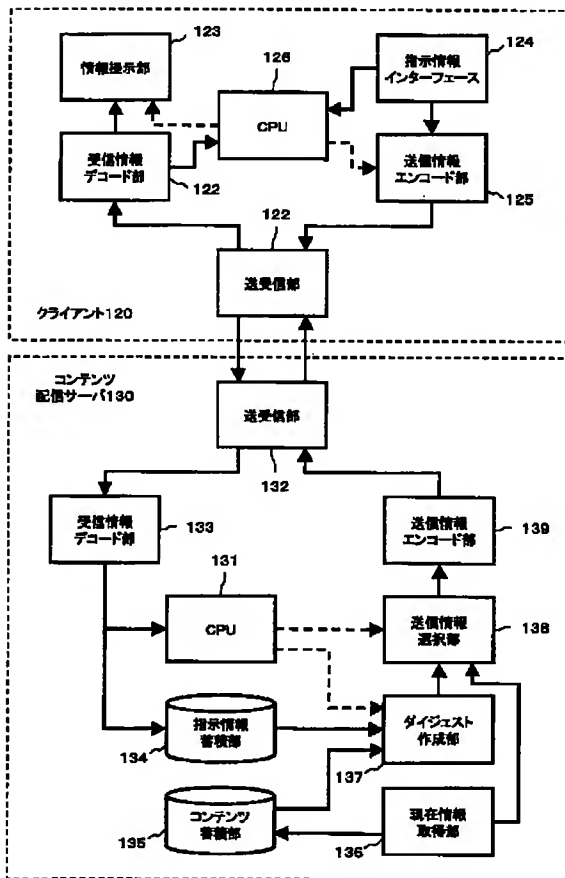 123
情報提示部
126
CPU
124
指示情報
インターフェース
受信情報
デコード部
122
送信情報
エンコード部
125
122
送受信部
クライアント120
コンテンツ
配信サーバ130
送受信部
132
受信情報
デコード部
133
送信情報
エンコード部
139
131
CPU
送信情報
選択部
138
指示情報
蓄積部
134
ダイジェスト
作成部
137
コンテンツ
蓄積部
135
現在情報
取得部
136